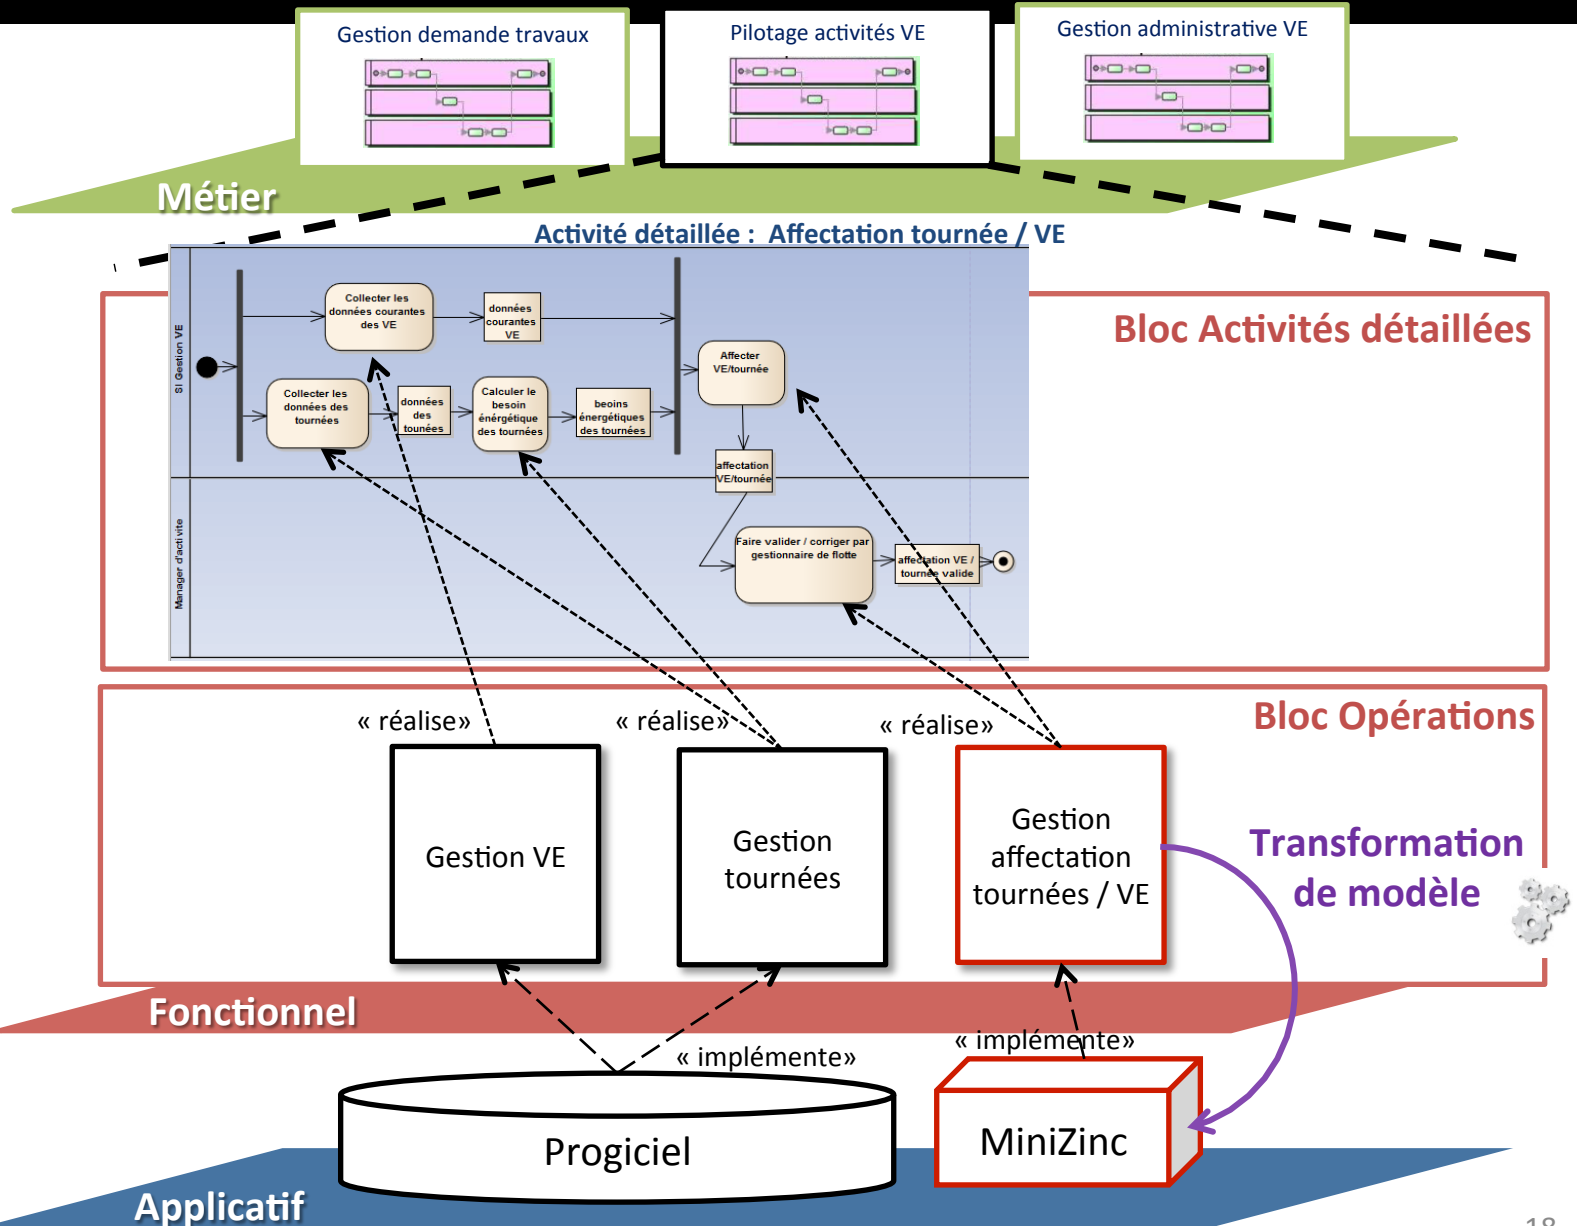 Gestion demande travaux
Pilotage activités VE
Gestion administrative VE
Métier
Activité détaillée : Affectation tournée / VE
Bloc Activités détaillées
SI Gestion VE
Collecter les
données courantes
des VE
données
courantes
VE
Collecter les
données des
tournées
données
des
tounées
Calculer le
besoin
énérgétique
des tournées
beoins
énergétiques
des tournées
Affecter
VE/tournée
affectation
VE/tournée
Manager d'activite
Faire valider / corriger par
gestionnaire de flotte
affectation VE /
tournée valide
Bloc Opérations
« réalise»
« réalise»
« réalise»
Gestion VE
Gestion
tournées
Gestion
affectation
tournées / VE
Transformation
de modèle
Fonctionnel
« implémente»
« implémente»
Progiciel
MiniZinc
Applicatif
18